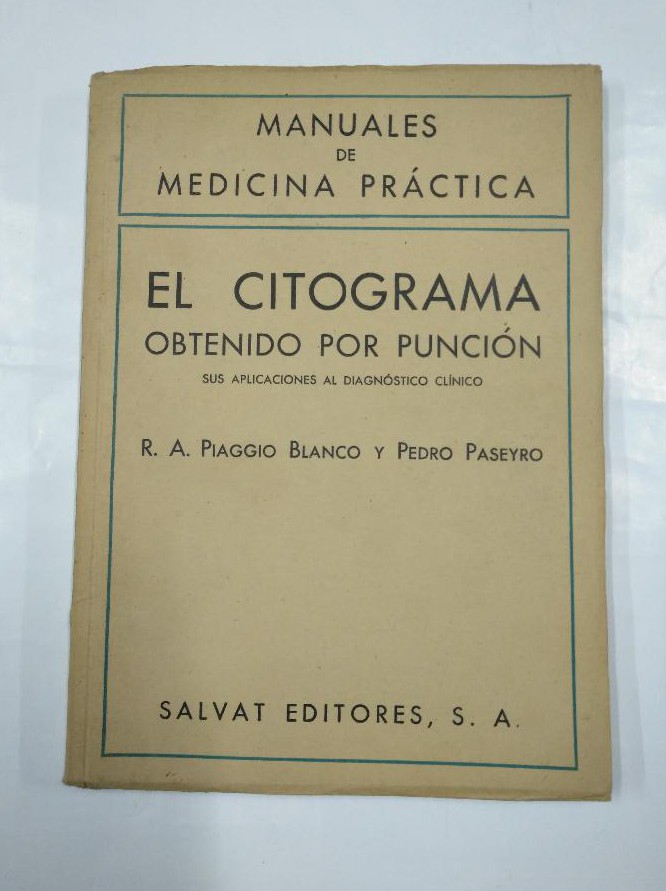 MANUALES
DE
MEDICINA PRÁCTICA
EL CITOGRAMA
OBTENIDO POR PUNCIÓN
SUS APLICACIONES AL DIAGNÓSTICO CLÍNICO
R. A. PIAGGIO BLANCO Y PEDRO PASEYRO
SALVAT EDITORES, S. A.